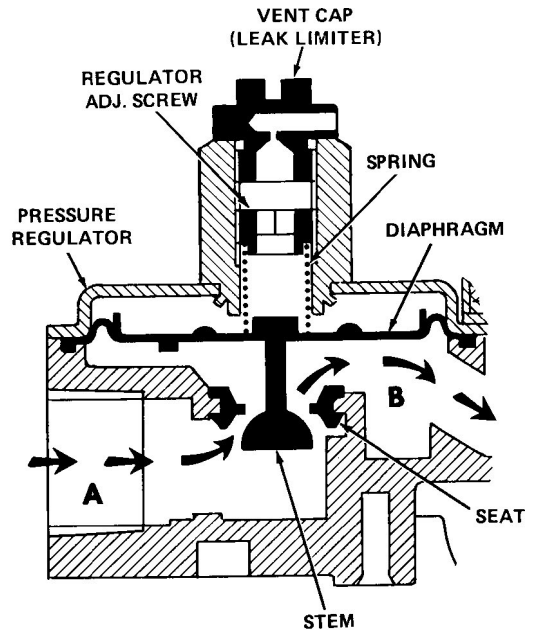 VENT CAP
(LEAK LIMITER)
REGULATOR
ADJ. SCREW
SPRING
PRESSURE
REGULATOR
DIAPHRAGM
B
A
SEAT
STEM